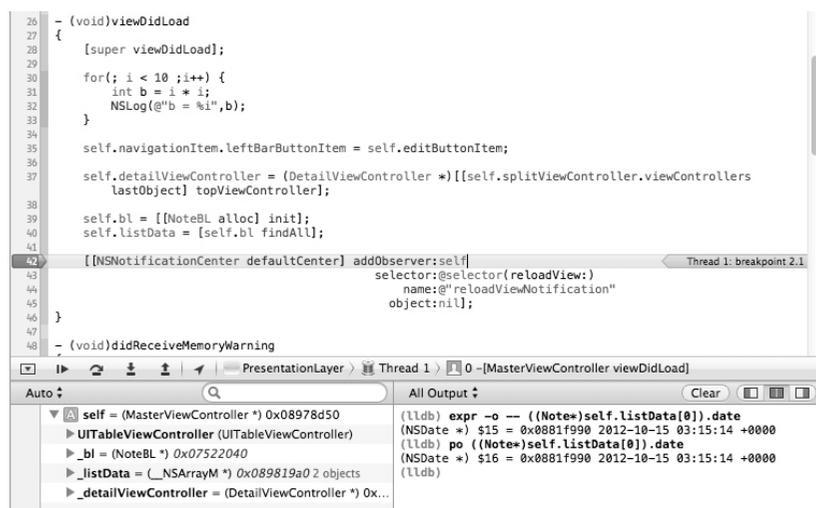 26 - (void)viewDidLoad
27 {
28 [super viewDidLoad];
29
30 for(; i < 10 ;i++) {
31 int b = i * i;
32 NSLog(@"b = %i",b);
33 }
34
35 self.navigationItem.leftBarButtonItem = self.editButtonItem;
36
37 self.detailViewController = (DetailViewController *)[[self.splitViewController.viewControllers
lastObject] topViewController];
38
39 self.bl = [[NoteBL alloc] init];
40 self.listData = [self.bl findAll];
41
42 [[NSNotificationCenter defaultCenter] addObserver:self Thread 1: breakpoint 2.1
43 selector:@selector(reloadView:)
44 name:@"reloadViewNotification"
45 object:nil];
46 }
47
48 - (void)didReceiveMemoryWarning
PresentationLayer Thread 1 0 -[MasterViewController viewDidLoad]
Auto All Output Clear
A self = (MasterViewController *) 0x08978d50
UITableViewController (UITableViewController)
_bl = (NoteBL *) 0x07522040
_listData = (__NSArrayM *) 0x089819a0 2 objects
_detailViewController = (DetailViewController *) 0x...
(lldb) expr -o -- ((Note*)self.listData[0]).date
(NSDate *) $15 = 0x0881f990 2012-10-15 03:15:14 +0000
(lldb) po ((Note*)self.listData[0]).date
(NSDate *) $16 = 0x0881f990 2012-10-15 03:15:14 +0000
(lldb)